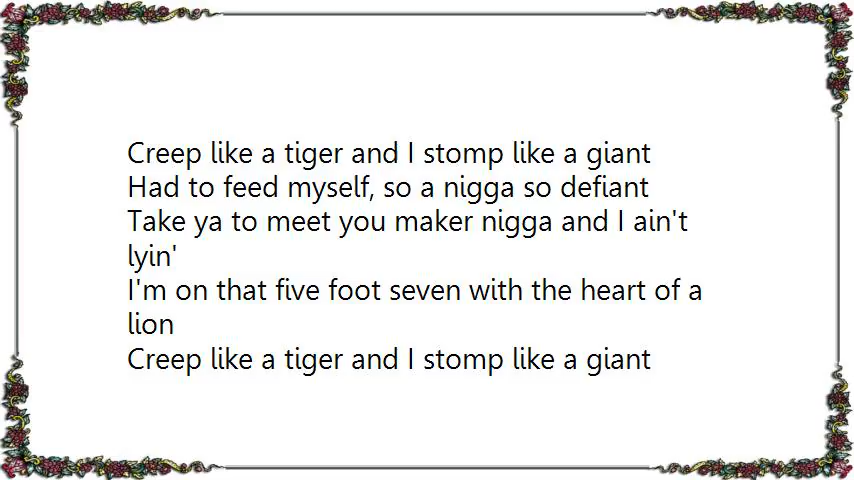 Creep like a tiger and I stomp like a giant
Had to feed myself, so a nigga so defiant
Take ya to meet you maker nigga and I ain't
lyin'
I'm on that five foot seven with the heart of a
lion
Creep like a tiger and I stomp like a giant